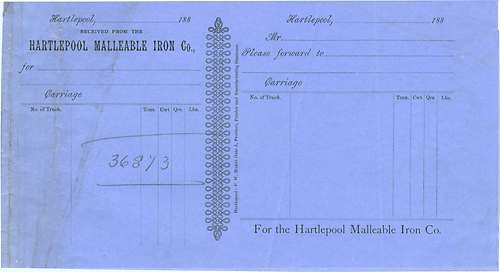 Hartlepool, 188
RECEIVED FROM THE
HARTLEPOOL MALLEABLE IRON Co.,
for
Carriage
No. of Truck. Tons. Cwt Qrs Lbs.
36873
Hartlepool, 188
Mr.
Please forward to
Carriage
No. of Truck. Tons. Cwt Qrs Lbs.
For the Hartlepool Malleable Iron Co.